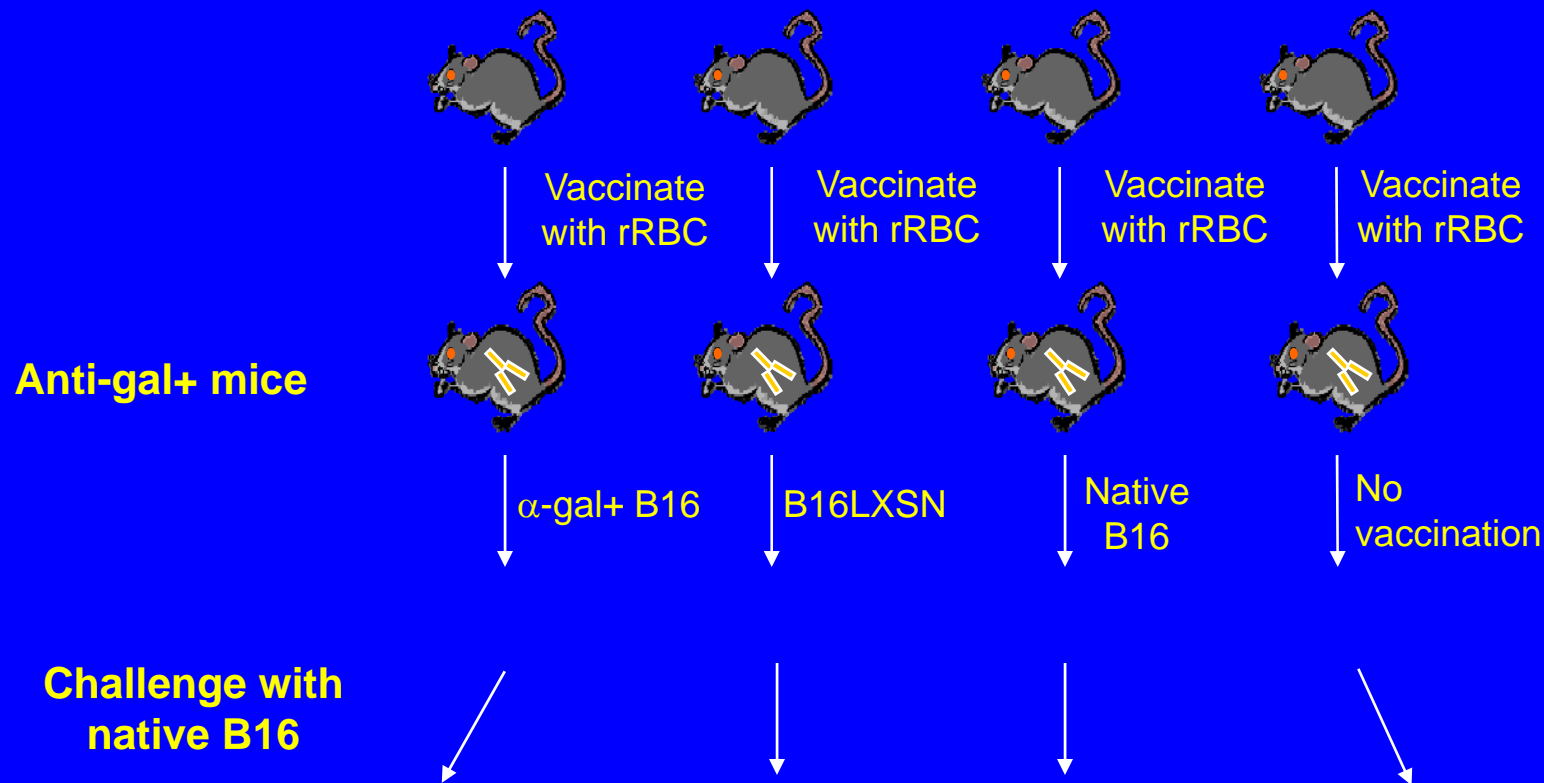 Vaccinate
with rRBC
Vaccinate
with rRBC
Vaccinate
with rRBC
Vaccinate
with rRBC
Anti-gal+ mice
α-gal+ B16
B16LXSN
Native
B16
No
vaccination
Challenge with
native B16